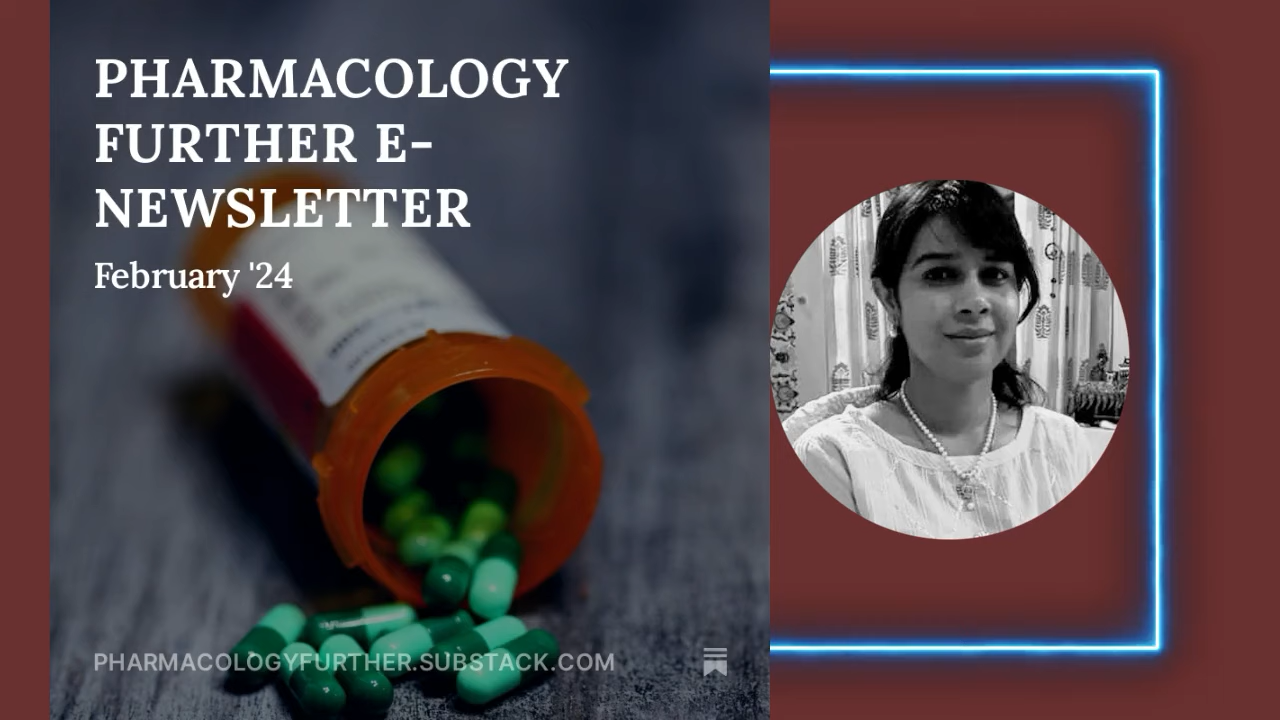 PHARMACOLOGY
FURTHER E-
NEWSLETTER
February '24
PHARMACOLOGYFURTHER.SUBSTACK.COM